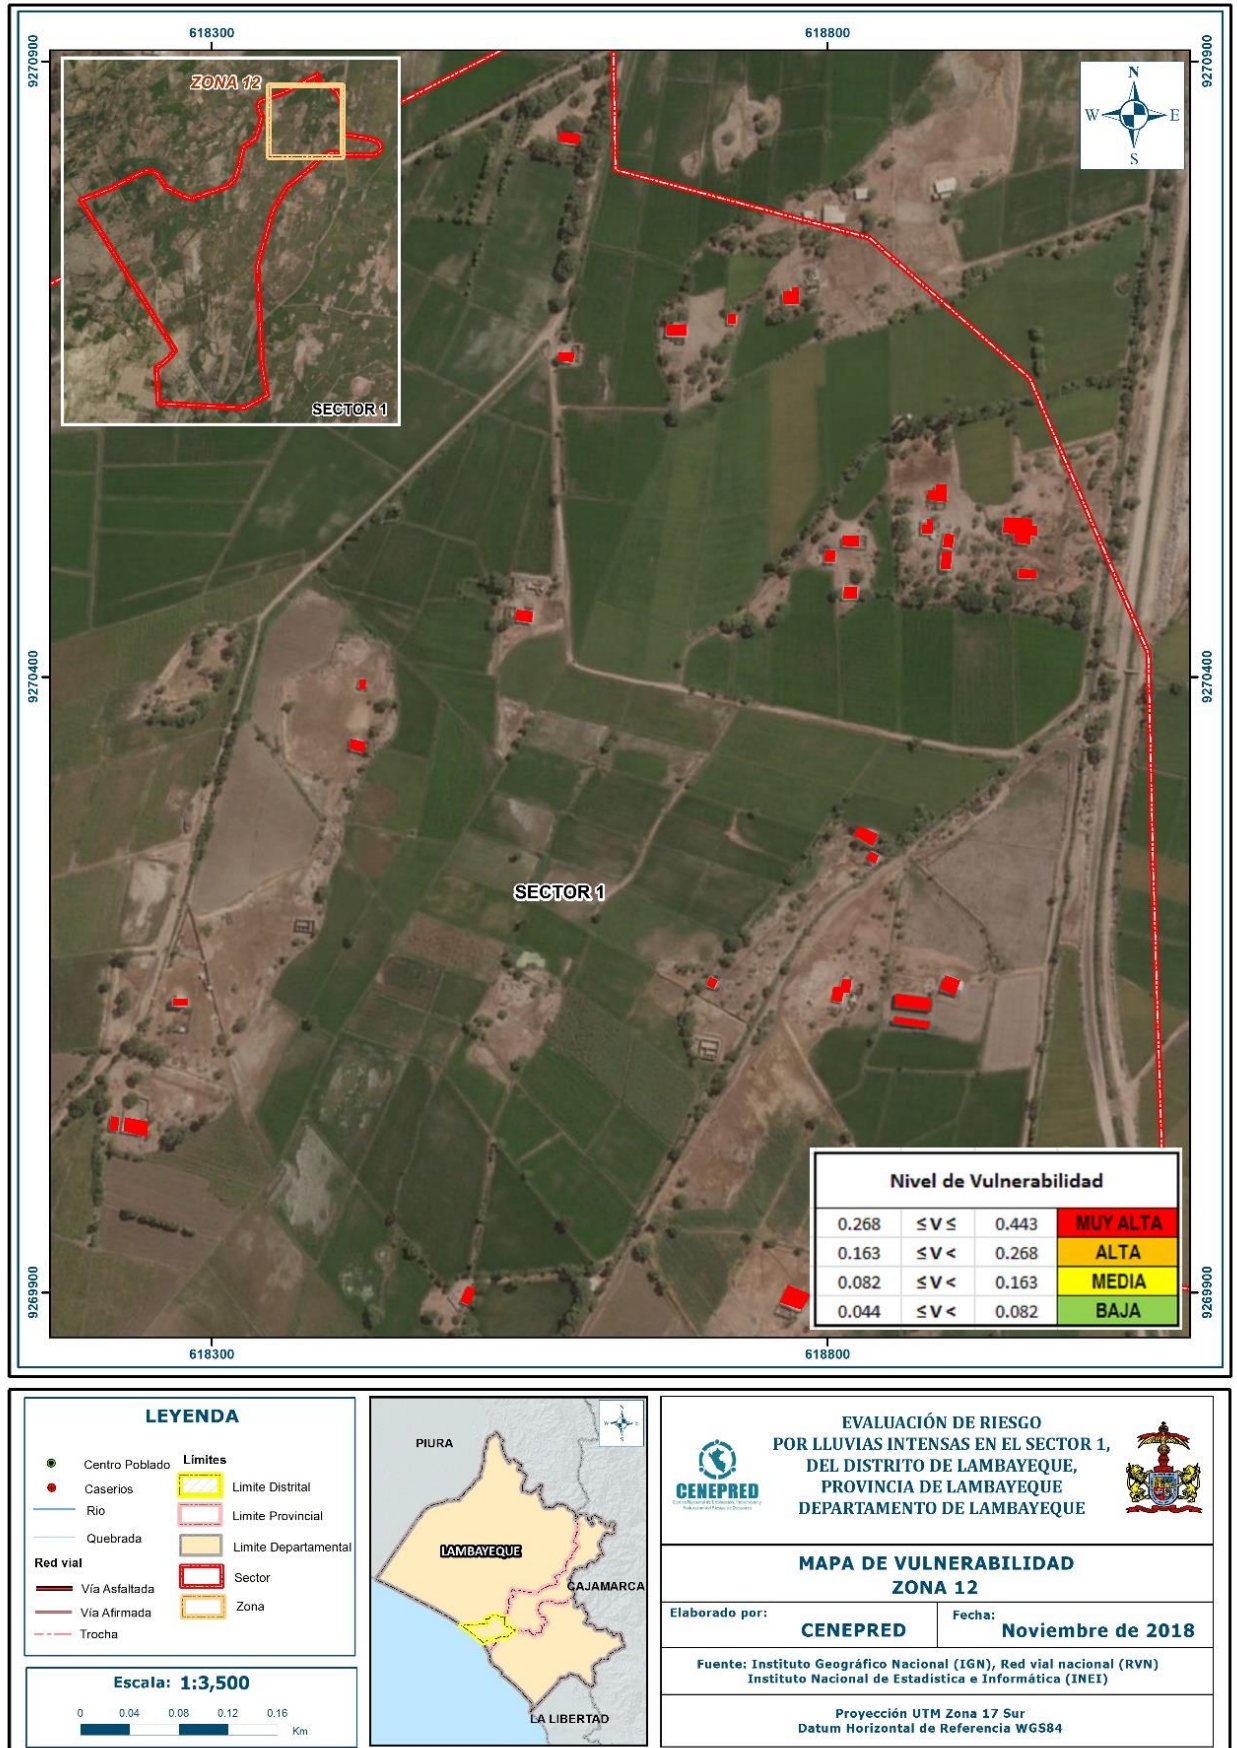 618300
618800
9270900
9270900
ZONA 12
SECTOR 1
N
W
E
S
9270400
9270400
SECTOR 1
Nivel de Vulnerabilidad
0.268 ≤ V ≤ 0.443 MUY ALTA
0.163 ≤ V < 0.268 ALTA
0.082 ≤ V < 0.163 MEDIA
0.044 ≤ V < 0.082 BAJA
9269900
9269900
618300
618800
LEYENDA
Centro Poblado
Caserios
Rio
Quebrada
Red vial
Vía Asfaltada
Vía Afirmada
Trocha
Límites
Limite Distrital
Limite Provincial
Limite Departamental
Sector
Zona
Escala: 1:3,500
0 0.04 0.08 0.12 0.16
Km
PIURA
LAMBAYEQUE
CAJAMARCA
LA LIBERTAD
CENEPRED
EVALUACIÓN DE RIESGO
POR LLUVIAS INTENSAS EN EL SECTOR 1,
DEL DISTRITO DE LAMBAYEQUE,
PROVINCIA DE LAMBAYEQUE
DEPARTAMENTO DE LAMBAYEQUE
MAPA DE VULNERABILIDAD
ZONA 12
Elaborado por:
CENEPRED
Fecha:
Noviembre de 2018
Fuente: Instituto Geográfico Nacional (IGN), Red vial nacional (RVN)
Instituto Nacional de Estadística e Informática (INEI)
Proyección UTM Zona 17 Sur
Datum Horizontal de Referencia WGS84